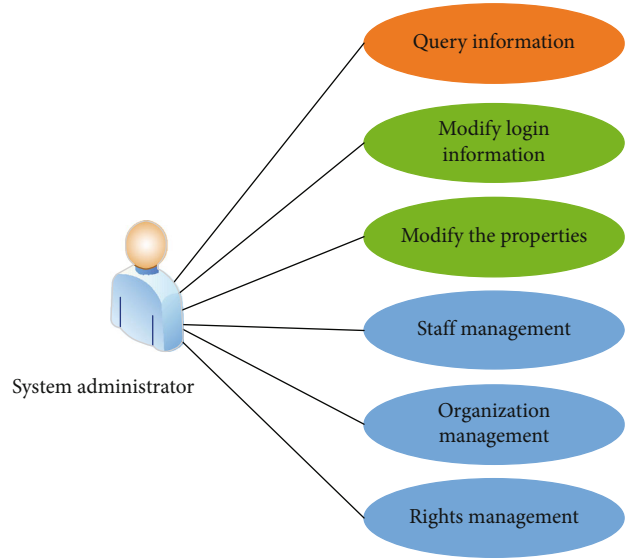 Query information
Modify login
information
Modify the properties
Staff management
System administrator
Organization
management
Rights management